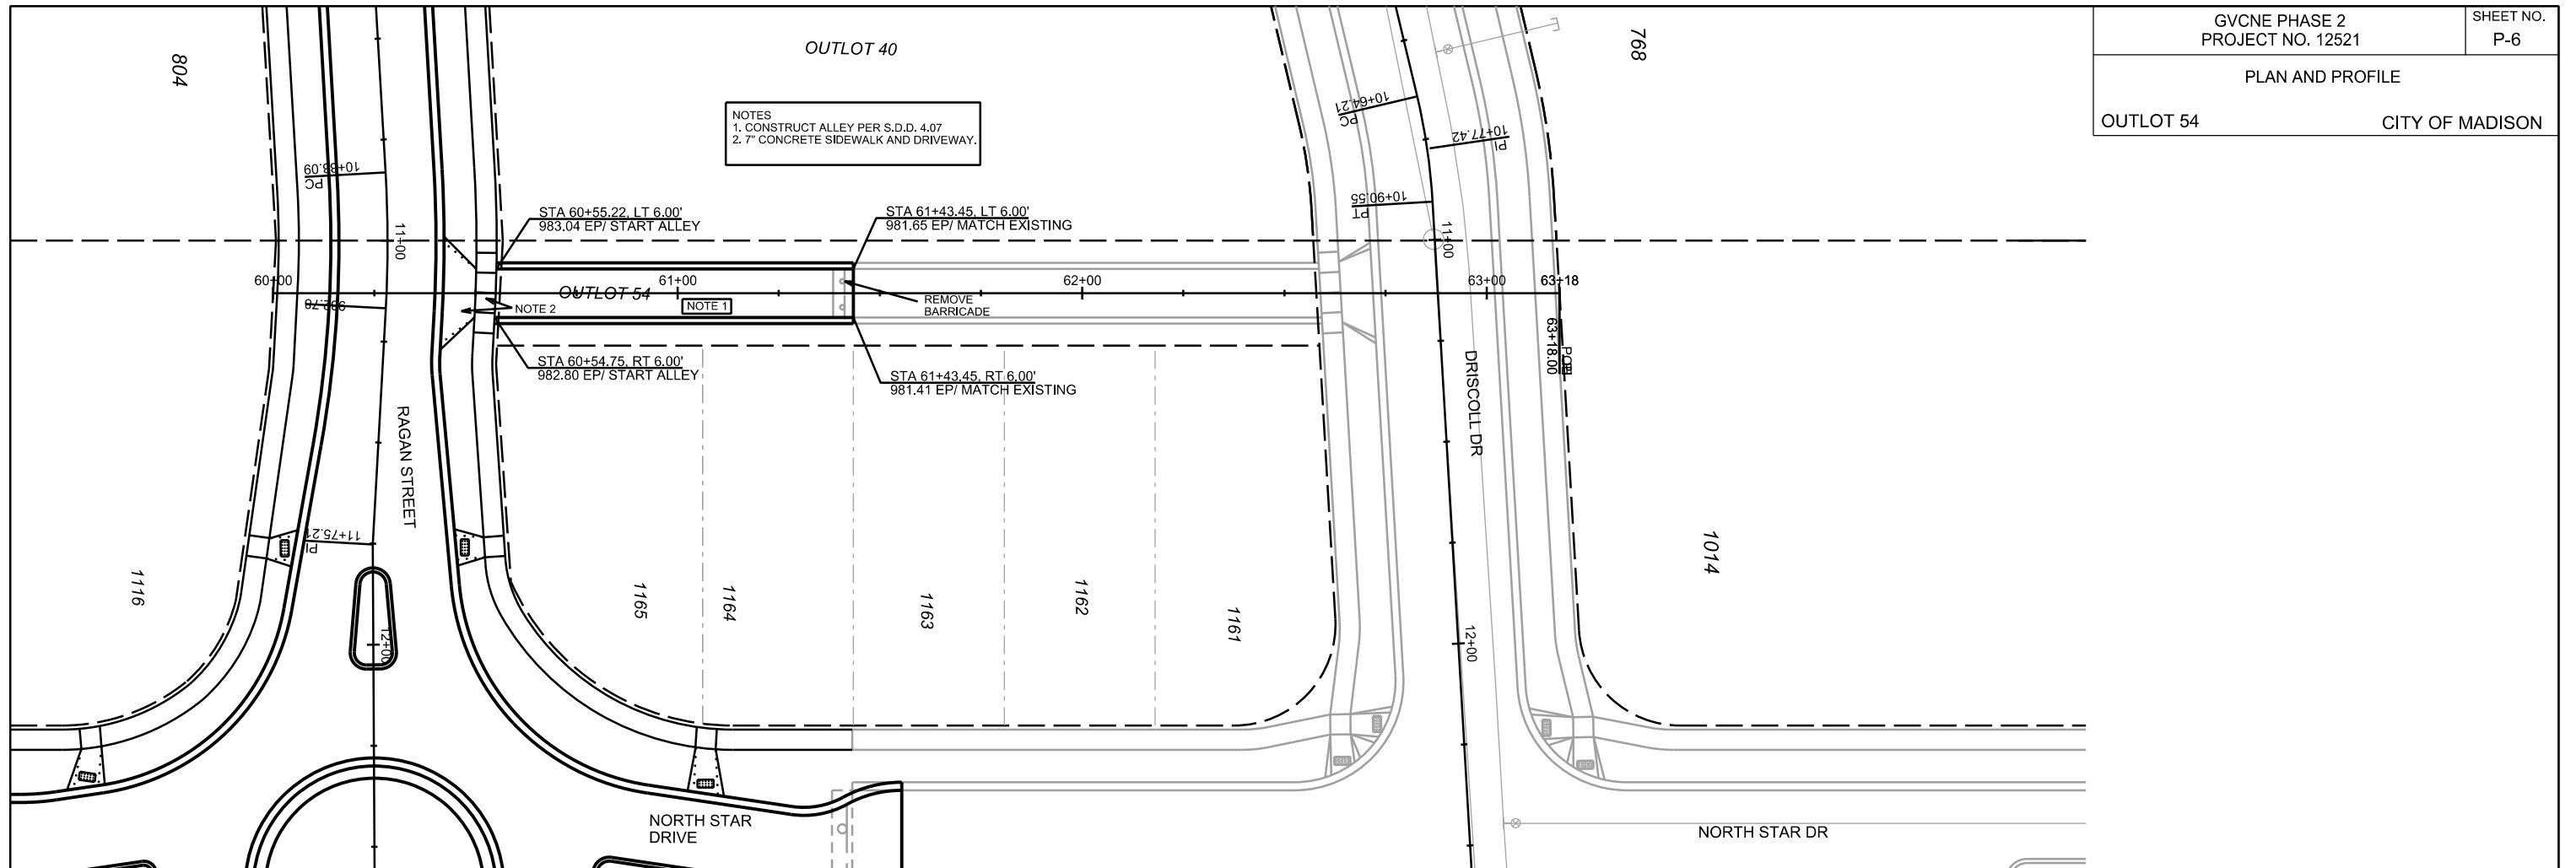 GVCNE PHASE 2
PROJECT NO. 12521
SHEET NO.
P-6
PLAN AND PROFILE
OUTLOT 54
CITY OF MADISON
804
OUTLOT 40
768
NOTES
1. CONSTRUCT ALLEY PER S.D.D. 4.07
2. 7" CONCRETE SIDEWALK AND DRIVEWAY.
10+64.21
PC
10+77.42
PI
PC
10+90.55
PT
STA 60+55.22, LT 6.00'
983.04 EP/ START ALLEY
STA 61+43.45, LT 6.00'
981.65 EP/ MATCH EXISTING
11+00
11+00
60+00
61+00
62+00
63+00
63+18
OUTLOT 54
NOTE 1
NOTE 2
REMOVE
BARRICADE
982.78
63+18.00
STA 60+54.75, RT 6.00'
982.80 EP/ START ALLEY
STA 61+43.45, RT 6.00'
981.41 EP/ MATCH EXISTING
RAGAN STREET
DRISCOLL DR
11+75.21
PI
1116
1165
1164
1163
1162
1161
1014
12+00
12+00
NORTH STAR
DRIVE
NORTH STAR DR